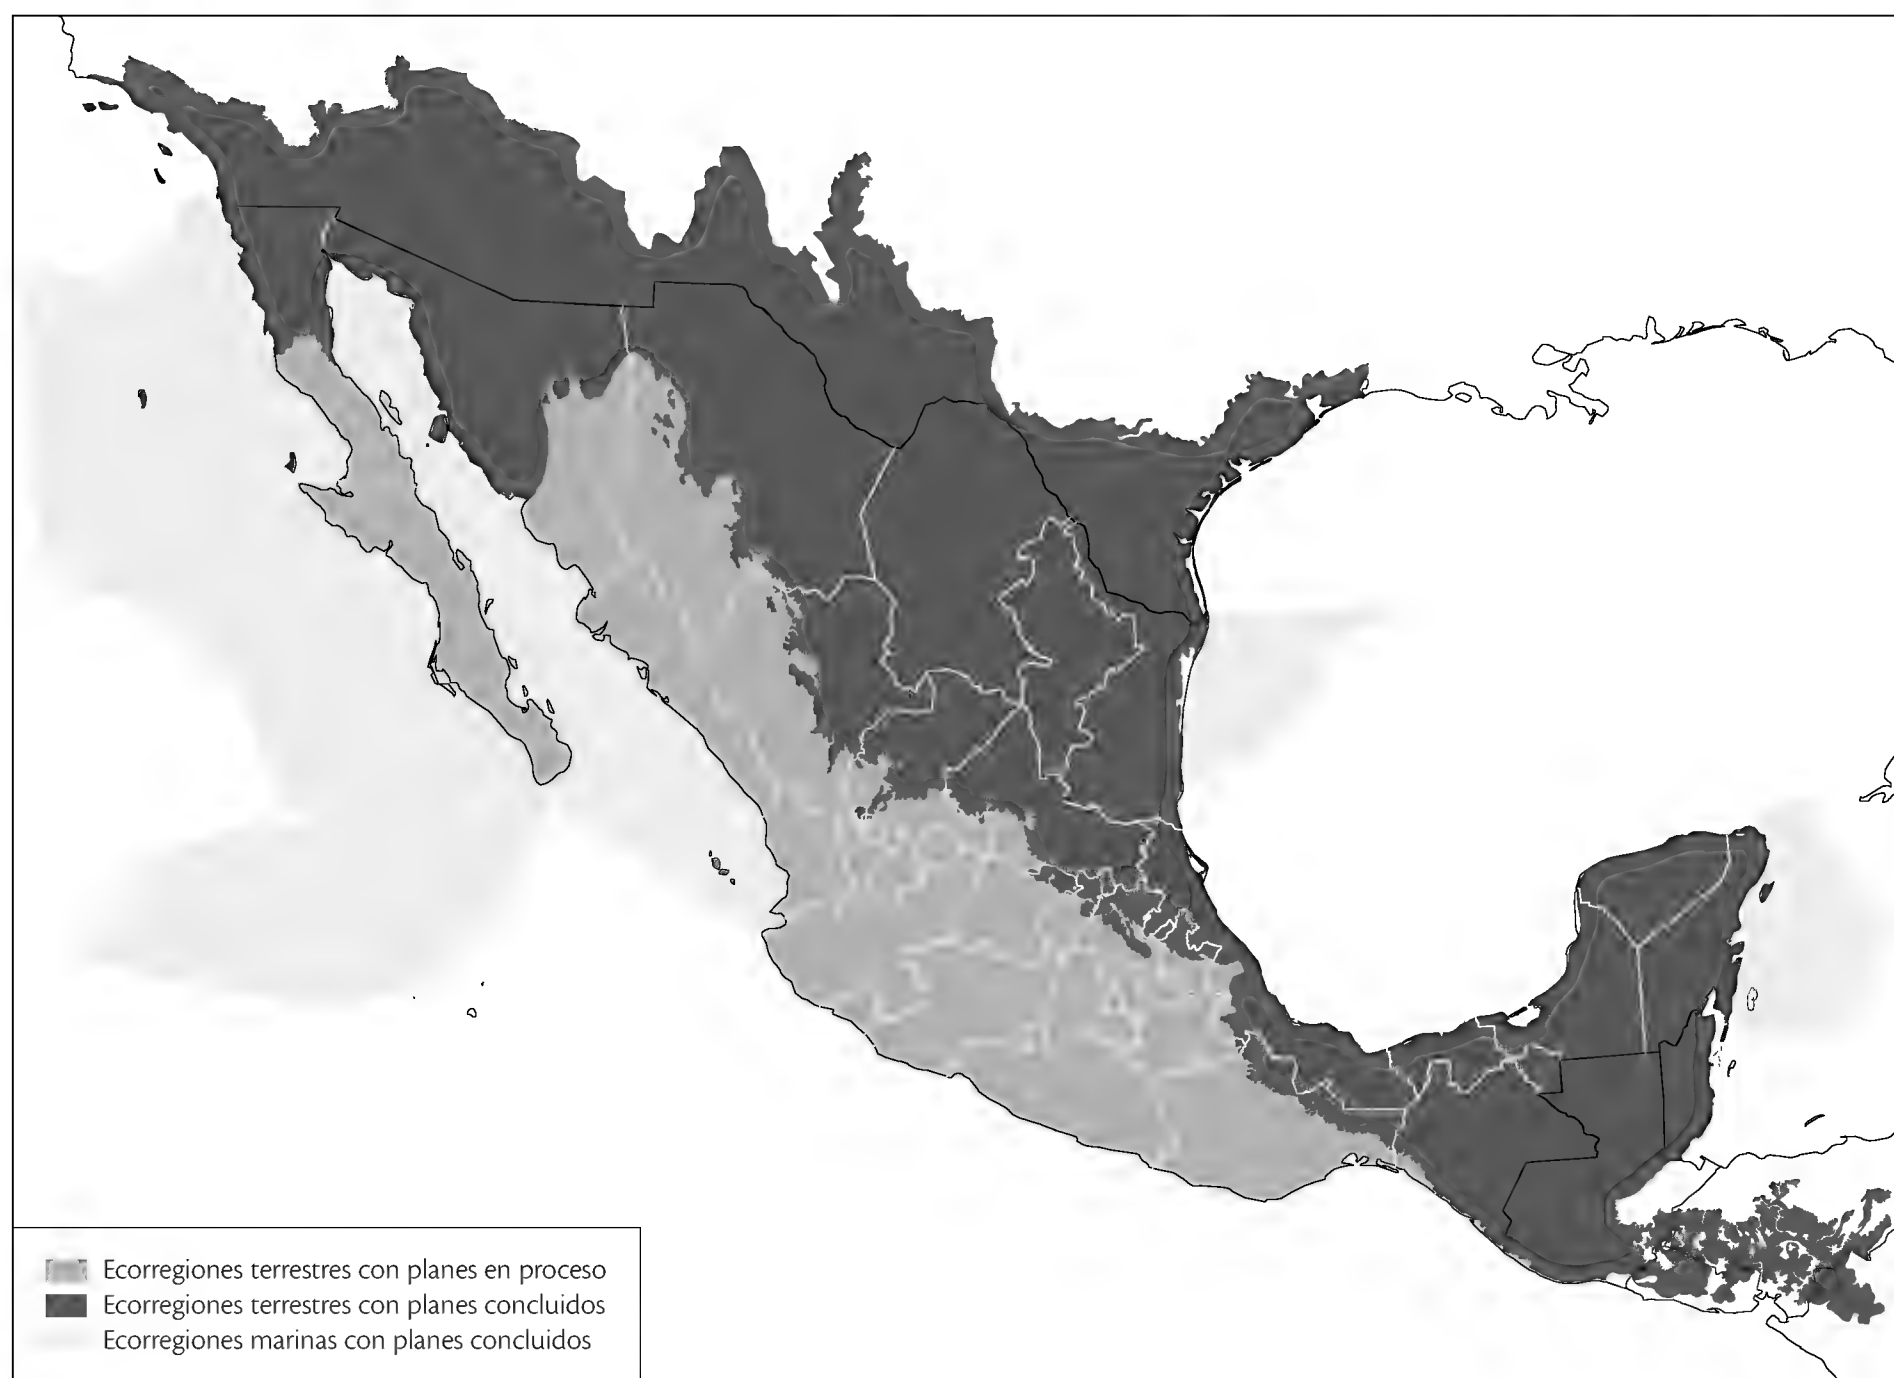 Ecorregiones terrestres con planes en proceso
Ecorregiones terrestres con planes concluidos
Ecorregiones marinas con planes concluidos